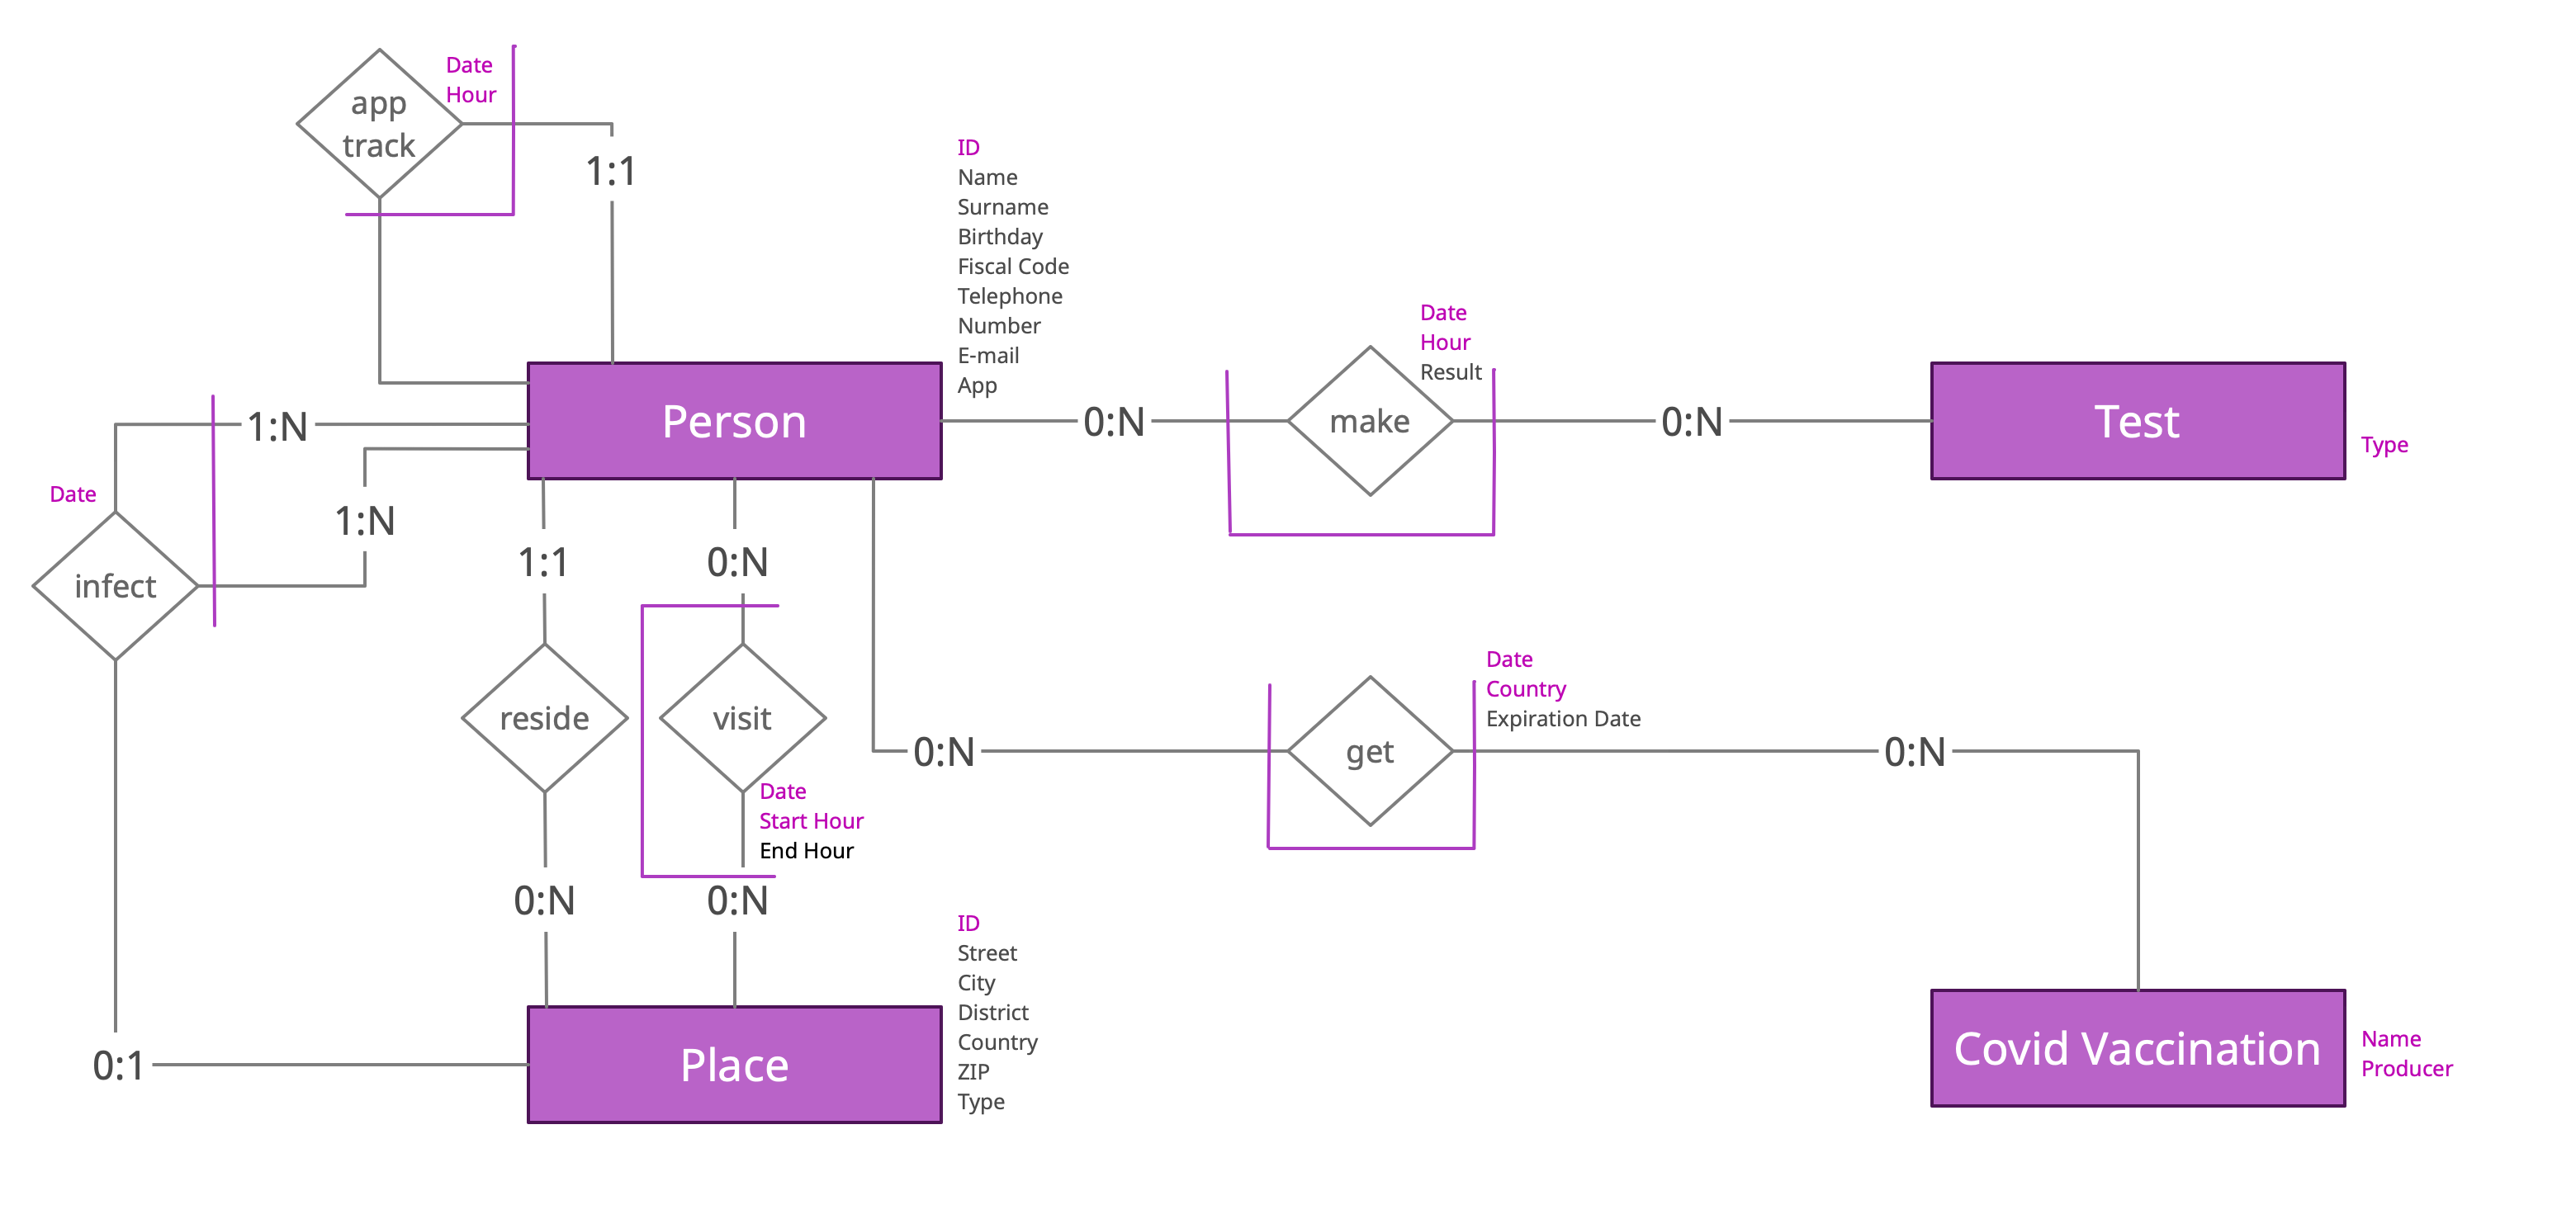 app
track
Date
Hour
1:1
ID
Name
Surname
Birthday
Fiscal Code
Telephone
Number
E-mail
App
Person
1:N
1:N
Date
infect
0:N
Date
Hour
Result
make
0:N
Test
Type
1:1
0:N
reside
visit
Date
Start Hour
End Hour
0:N
0:N
0:N
get
Date
Country
Expiration Date
0:N
0:1
Place
ID
Street
City
District
Country
ZIP
Type
Covid Vaccination
Name
Producer